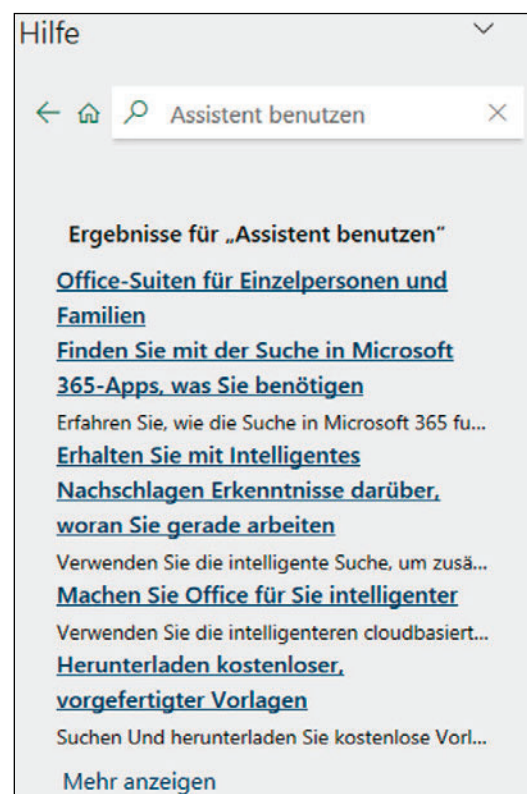 Hilfe
Assistent benutzen
Ergebnisse für „Assistent benutzen“
Office-Suiten für Einzelpersonen und
Familien
Finden Sie mit der Suche in Microsoft
365-Apps, was Sie benötigen
Erfahren Sie, wie die Suche in Microsoft 365 fu...
Erhalten Sie mit Intelligentes
Nachschlagen Erkenntnisse darüber,
woran Sie gerade arbeiten
Verwenden Sie die intelligente Suche, um zusä...
Machen Sie Office für Sie intelligenter
Verwenden Sie die intelligenteren cloudbasiert...
Herunterladen kostenloser,
vorgefertigter Vorlagen
Suchen Und herunterladen Sie kostenlose Vorl...
Mehr anzeigen